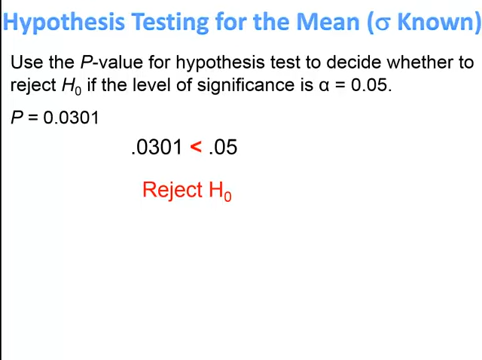 Hypothesis Testing for the Mean (σ Known)
Use the P-value for hypothesis test to decide whether to
reject H₀ if the level of significance is α = 0.05.
P = 0.0301
.0301 < .05
Reject H₀